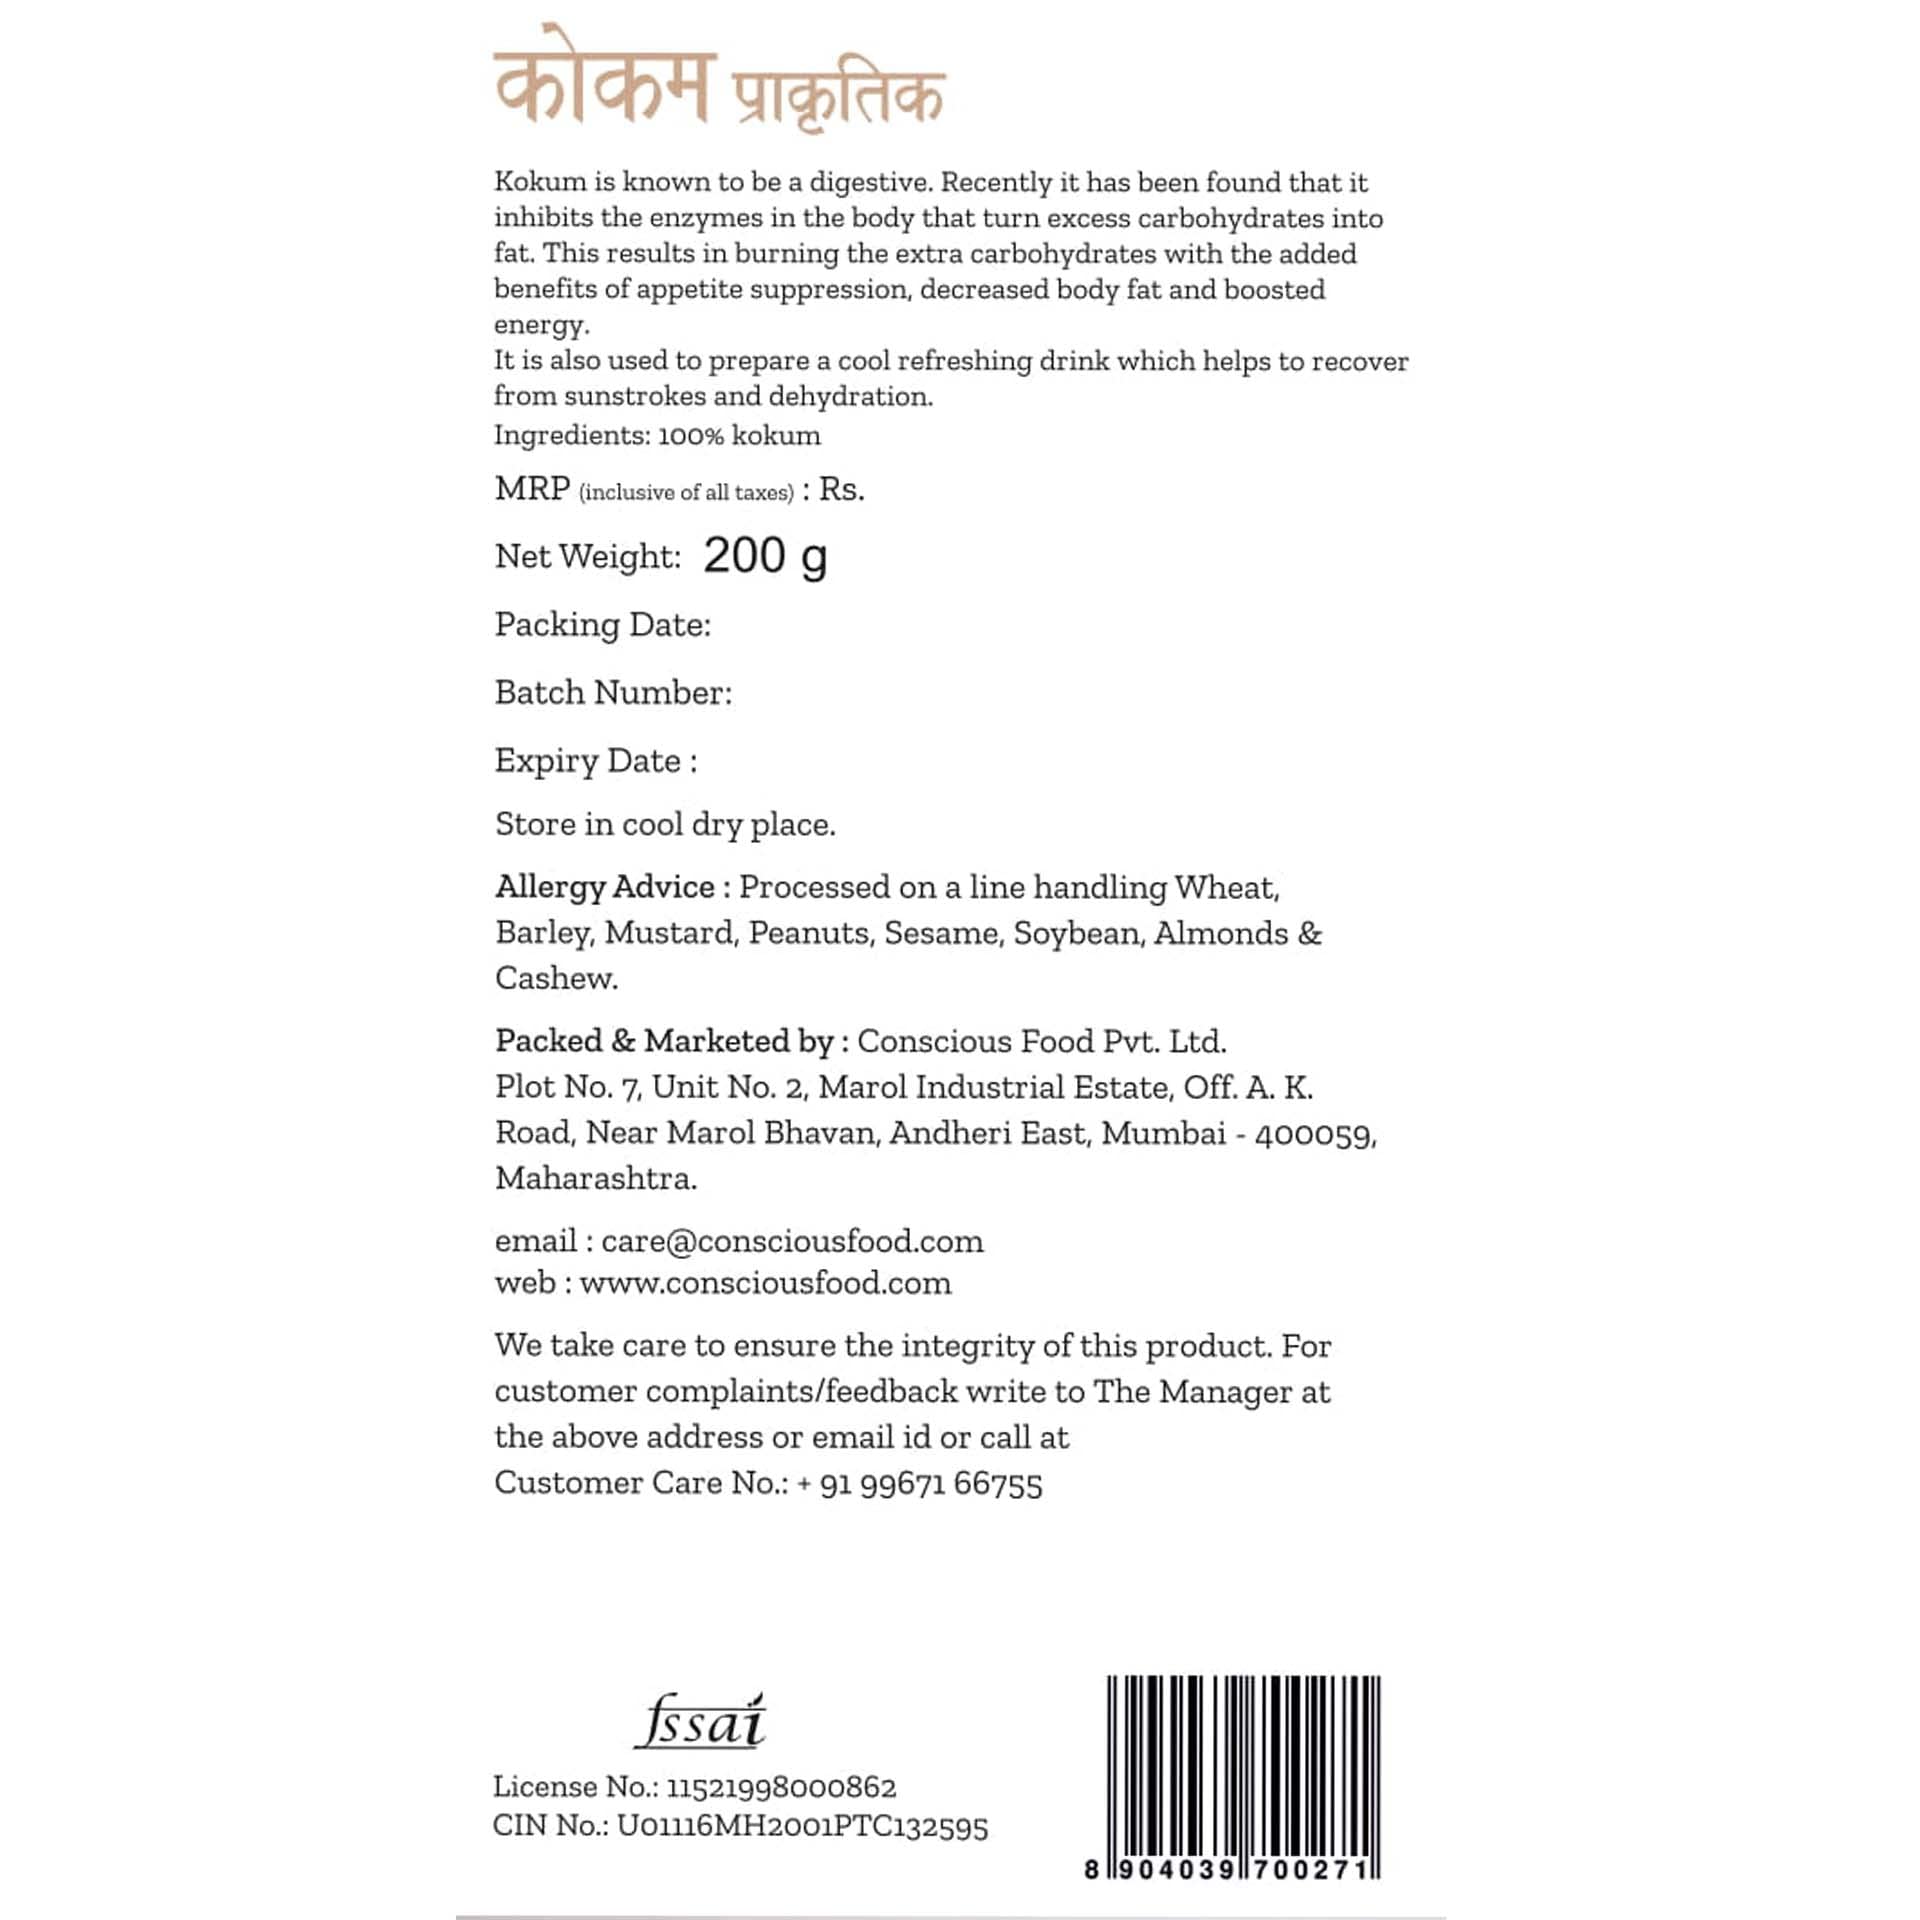 कोकम प्राकृतिक
Kokum is known to be a digestive. Recently it has been found that it
inhibits the enzymes in the body that turn excess carbohydrates into
fat. This results in burning the extra carbohydrates with the added
benefits of appetite suppression, decreased body fat and boosted
energy.
It is also used to prepare a cool refreshing drink which helps to recover
from sunstrokes and dehydration.
Ingredients: 100% kokum
MRP (inclusive of all taxes) : Rs.
Net Weight: 200 g
Packing Date:
Batch Number:
Expiry Date :
Store in cool dry place.
Allergy Advice : Processed on a line handling Wheat,
Barley, Mustard, Peanuts, Sesame, Soybean, Almonds &
Cashew.
Packed & Marketed by : Conscious Food Pvt. Ltd.
Plot No. 7, Unit No. 2, Marol Industrial Estate, Off. A. K.
Road, Near Marol Bhavan, Andheri East, Mumbai - 400059,
Maharashtra.
email : care@consciousfood.com
web : www.consciousfood.com
We take care to ensure the integrity of this product. For
customer complaints/feedback write to The Manager at
the above address or email id or call at
Customer Care No.: + 91 99671 66755
fssai
License No.: 11521998000862
CIN No.: U01116MH2001PTC132595
8 904039 700271